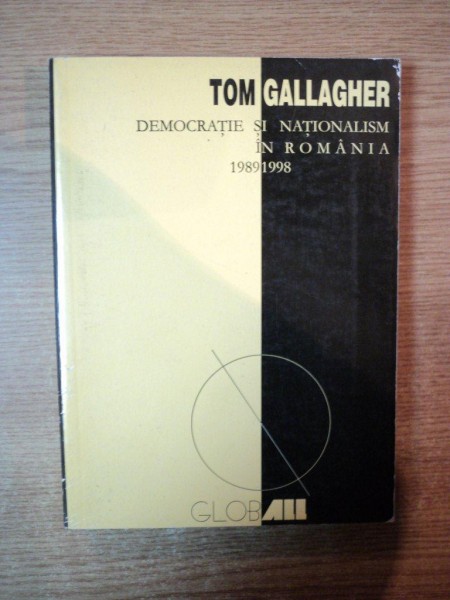 TOM GALLAGHER
DEMOCRAȚIE ȘI NAȚIONALISM
ÎN ROMÂNIA
1989 1998
GLOBALL